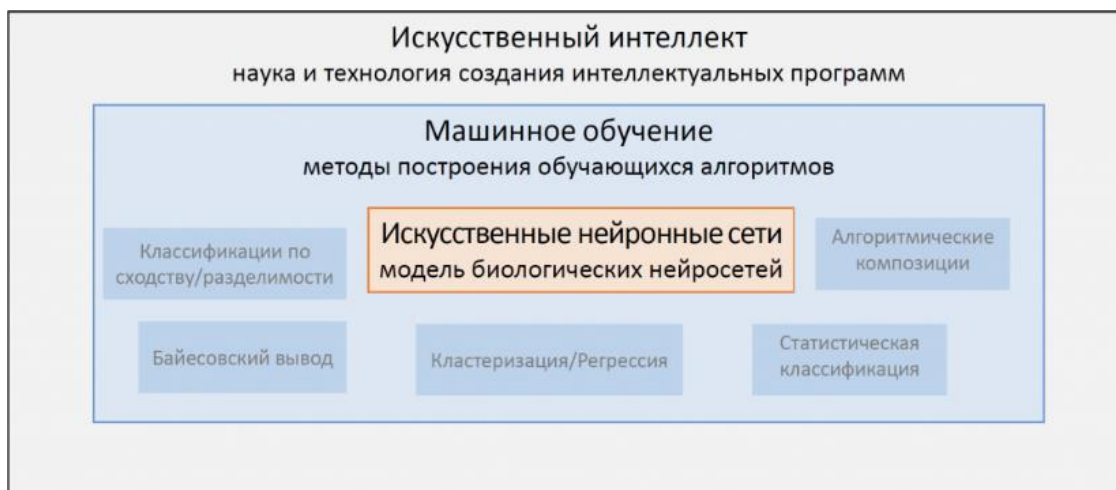 Искусственный интеллект
наука и технология создания интеллектуальных программ
Машинное обучение
методы построения обучающихся алгоритмов
Классификации по
сходству/разделимости
Искусственные нейронные сети
модель биологических нейросетей
Алгоритмические
композиции
Байесовский вывод
Кластеризация/Регрессия
Статистическая
классификация